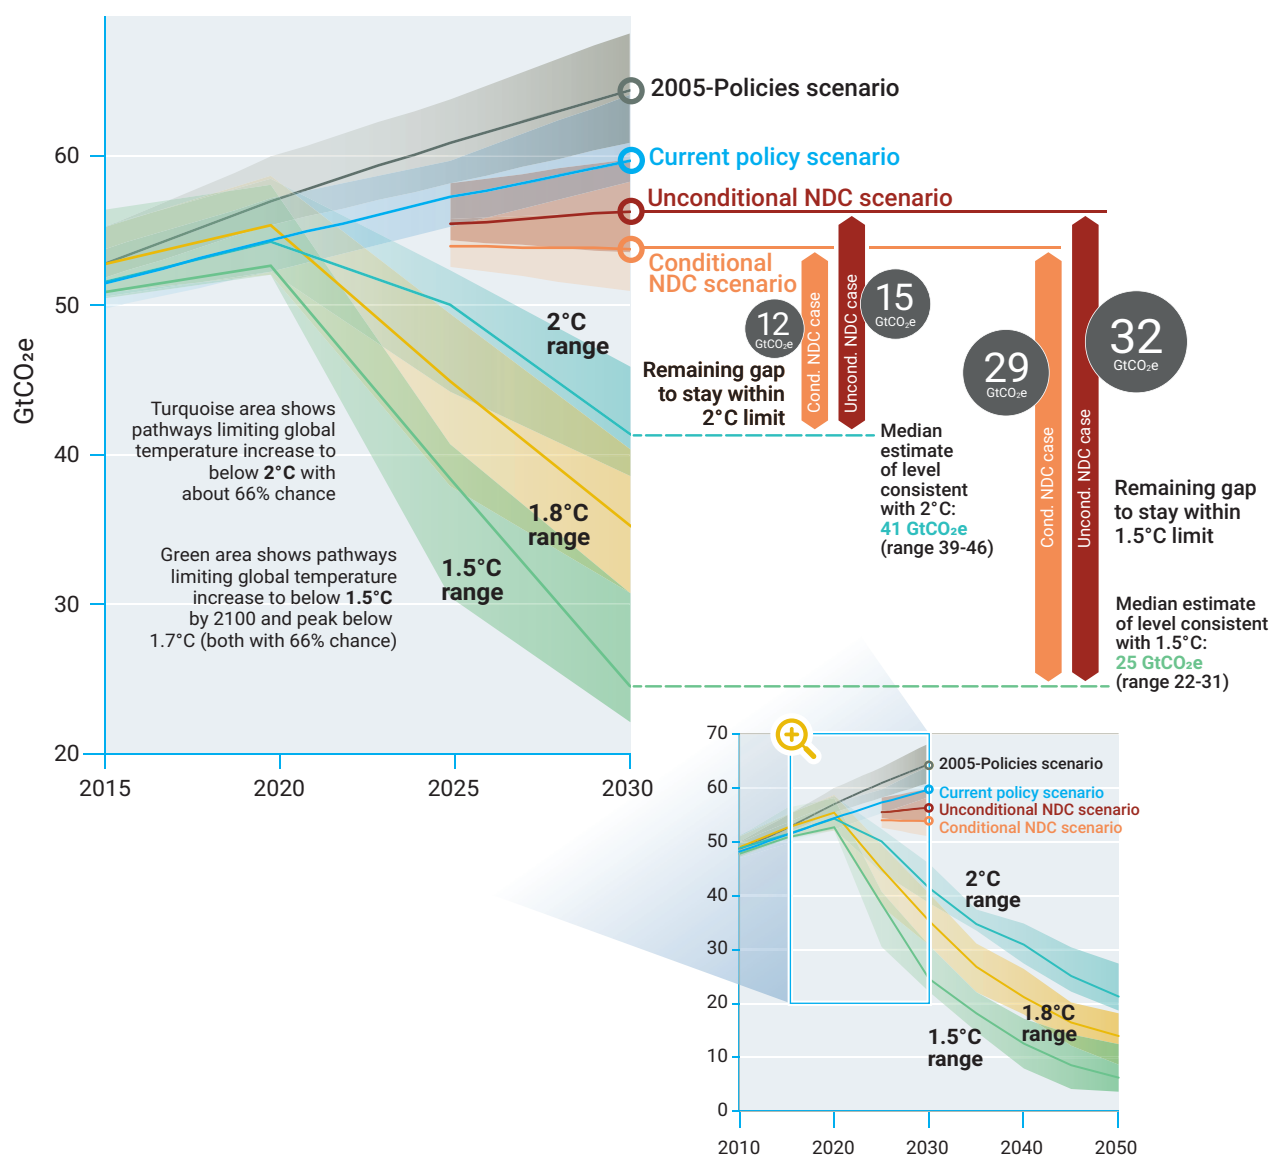 2005-Policies scenario
60
Current policy scenario
Unconditional NDC scenario
Conditional
NDC scenario
50
GtCO₂e
2°C
range
12
GtCO₂e
15
GtCO₂e
29
GtCO₂e
32
GtCO₂e
Cond. NDC case
Uncond. NDC case
Cond. NDC case
Uncond. NDC case
Remaining gap
to stay within
2°C limit
Turquoise area shows
pathways limiting global
temperature increase to
below 2°C with
about 66% chance
40
Median
estimate
of level
consistent
with 2°C:
41 GtCO₂e
(range 39-46)
Remaining gap
to stay within
1.5°C limit
1.8°C
range
Green area shows pathways
limiting global temperature
increase to below 1.5°C
by 2100 and peak below
1.7°C (both with 66% chance)
1.5°C
range
30
Median estimate
of level consistent
with 1.5°C:
25 GtCO₂e
(range 22-31)
20
2015
2020
2025
2030
70
60
50
40
30
20
10
0
2005-Policies scenario
Current policy scenario
Unconditional NDC scenario
Conditional NDC scenario
2°C
range
1.8°C
range
1.5°C
range
2010
2020
2030
2040
2050